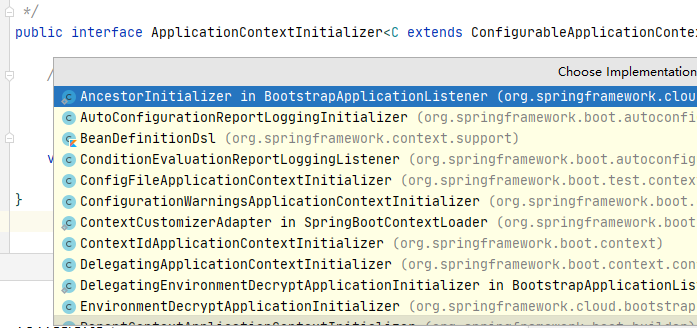 */
public interface ApplicationContextInitializer<C extends ConfigurableApplicationConte
/
Choose Implementation
AncestorInitializer in BootstrapApplicationListener (org.springframework.clou
AutoConfigurationReportLoggingInitializer (org.springframework.boot.autoconfi
BeanDefinitionDsl (org.springframework.context.support)
ConditionEvaluationReportLoggingListener (org.springframework.boot.autoconfig
ConfigFileApplicationContextInitializer (org.springframework.boot.test.contex
v ConfigurationWarningsApplicationContextInitializer (org.springframework.boot.
} ContextCustomizerAdapter in SpringBootContextLoader (org.springframework.boot
ContextIdApplicationContextInitializer (org.springframework.boot.context)
DelegatingApplicationContextInitializer (org.springframework.boot.context.con
DelegatingEnvironmentDecryptApplicationInitializer in BootstrapApplicationLis
EnvironmentDecryptApplicationInitializer (org.springframework.cloud.bootstrap